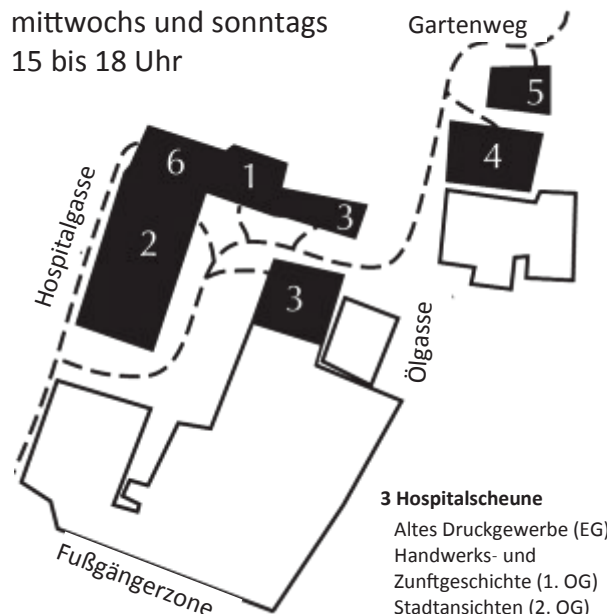 mittwochs und sonntags
15 bis 18 Uhr
Gartenweg
5
4
6
1
3
2
3
Hospitalgasse
Ölgasse
Fußgängerzone
3 Hospitalscheune
Altes Druckgewerbe (EG)
Handwerks- und
Zunftgeschichte (1. OG)
Stadtansichten (2. OG)